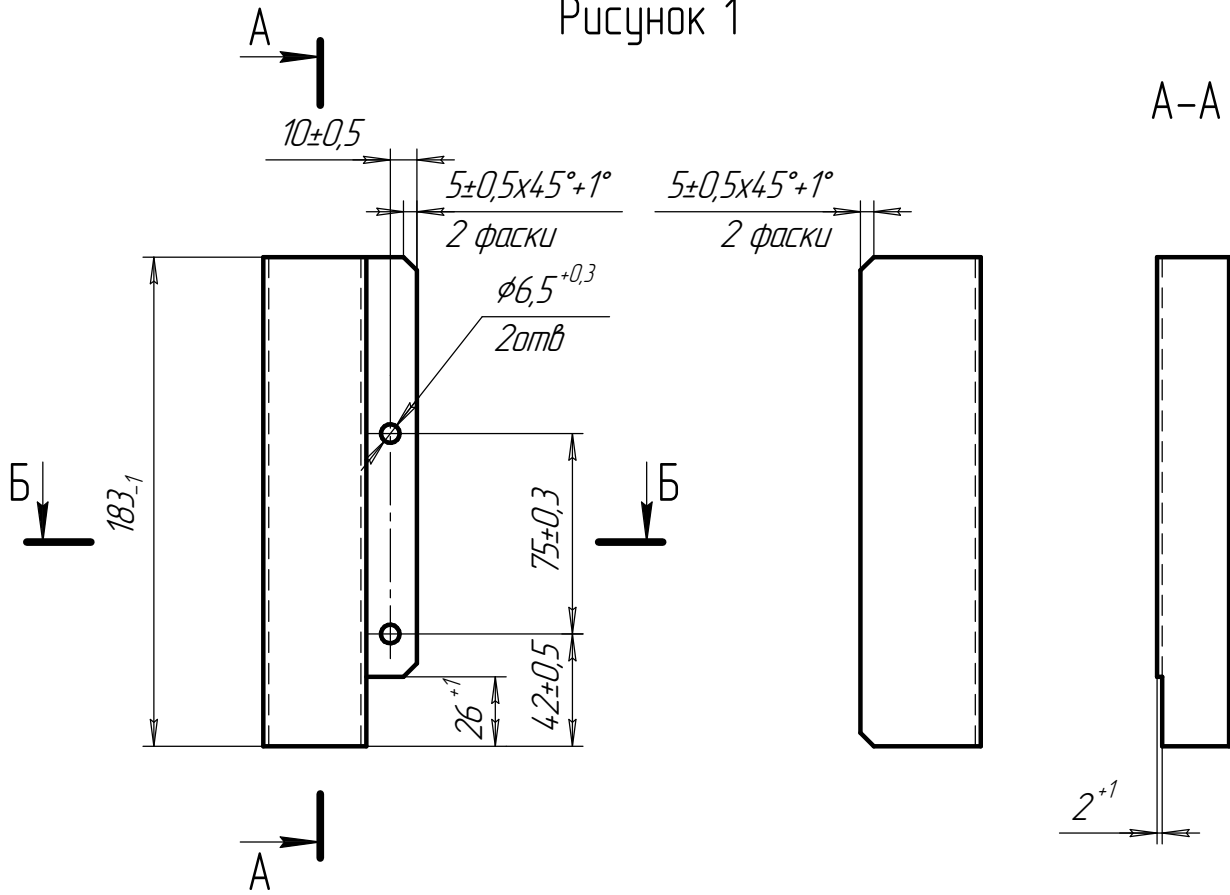 Рисунок 1
А
А-А
10±0,5
5±0,5х45°+1°
2 фаски
5±0,5х45°+1°
2 фаски
ϕ6,5+0,3
2отв
Б
Б
183-1
75±0,3
42±0,5
26+1
2+1
А